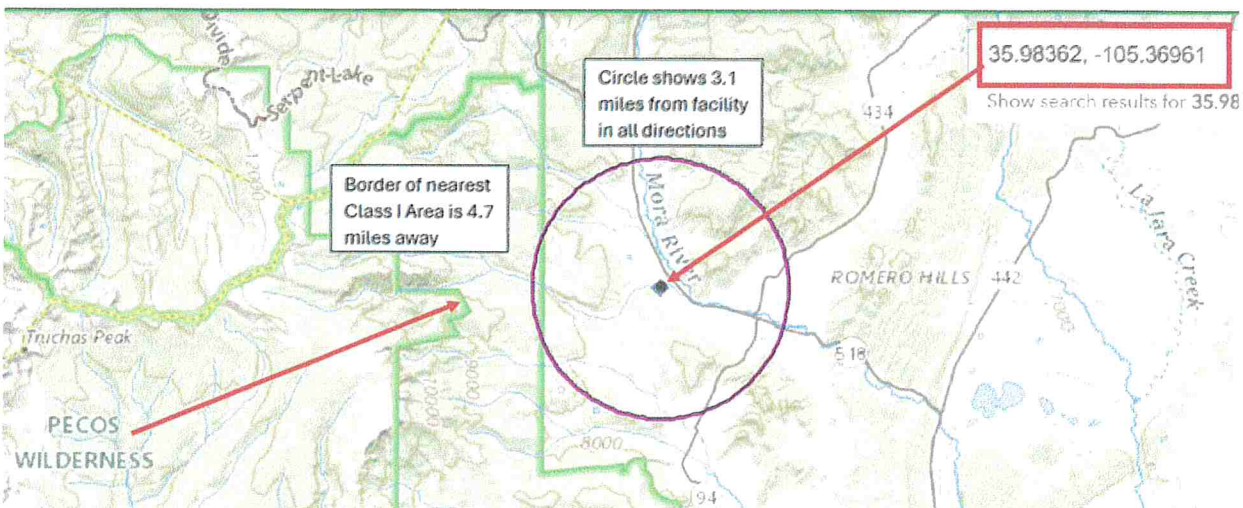 35.98362, -105.36961
Show search results for 35.98
Divide
Serpent Lake
Circle shows 3.1
miles from facility
in all directions
434
Border of nearest
Class I Area is 4.7
miles away
Mora River
La Jara Creek
ROMERO HILLS
442
Truchas Peak
518
PECOS
WILDERNESS
8000
94